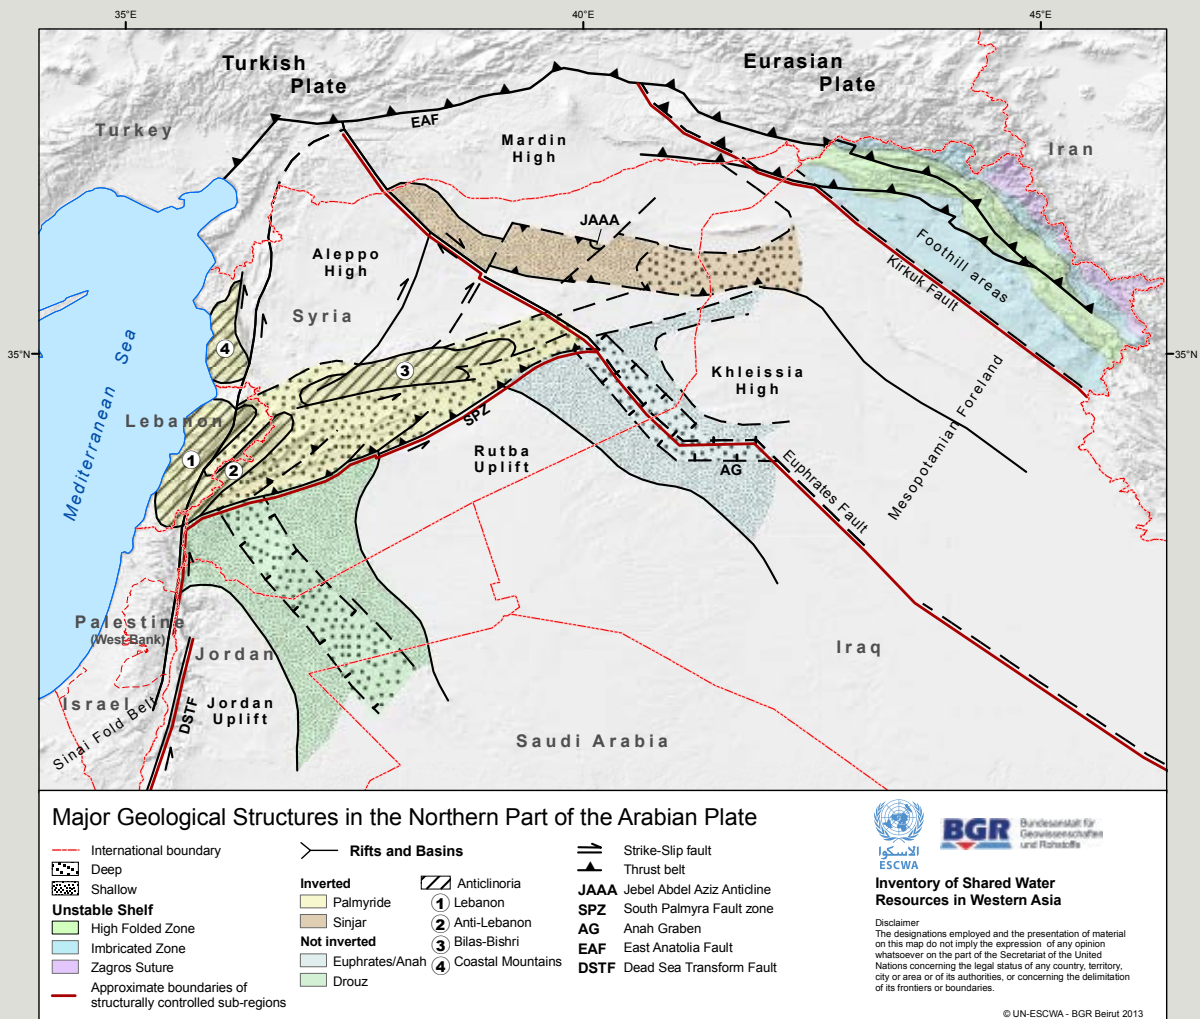 35°E
40°E
45°E
Turkish
Plate
Eurasian
Plate
EAF
Turkey
Mardin
High
Iran
JAAA
Aleppo
High
Foothill areas
Kirkuk Fault
Syria
4
35°N
35°N
3
Khleissia
High
Mediterranean Sea
Mesopotamian Foreland
Lebanon
SPZ
1
2
Rutba
Uplift
AG
Euphrates Fault
Palestine
(West Bank)
Jordan
Iraq
Israel
Jordan
Uplift
Sinai Fold Belt
DSTF
Saudi Arabia
Major Geological Structures in the Northern Part of the Arabian Plate
International boundary
Deep
Shallow
Unstable Shelf
High Folded Zone
Imbricated Zone
Zagros Suture
Approximate boundaries of
structurally controlled sub-regions
Rifts and Basins
Inverted
Palmyride
Sinjar
Not inverted
Euphrates/Anah
Drouz
Anticlinoria
1 Lebanon
2 Anti-Lebanon
3 Bilas-Bishri
4 Coastal Mountains
Strike-Slip fault
Thrust belt
JAAA Jebel Abdel Aziz Anticline
SPZ South Palmyra Fault zone
AG Anah Graben
EAF East Anatolia Fault
DSTF Dead Sea Transform Fault
الاسكوا
ESCWA
BGR
Bundesanstalt für
Geowissenschaften
und Rohstoffe
Inventory of Shared Water
Resources in Western Asia
Disclaimer
The designations employed and the presentation of material
on this map do not imply the expression of any opinion
whatsoever on the part of the Secretariat of the United
Nations concerning the legal status of any country, territory,
city or area or of its authorities, or concerning the delimitation
of its frontiers or boundaries.
© UN-ESCWA - BGR Beirut 2013